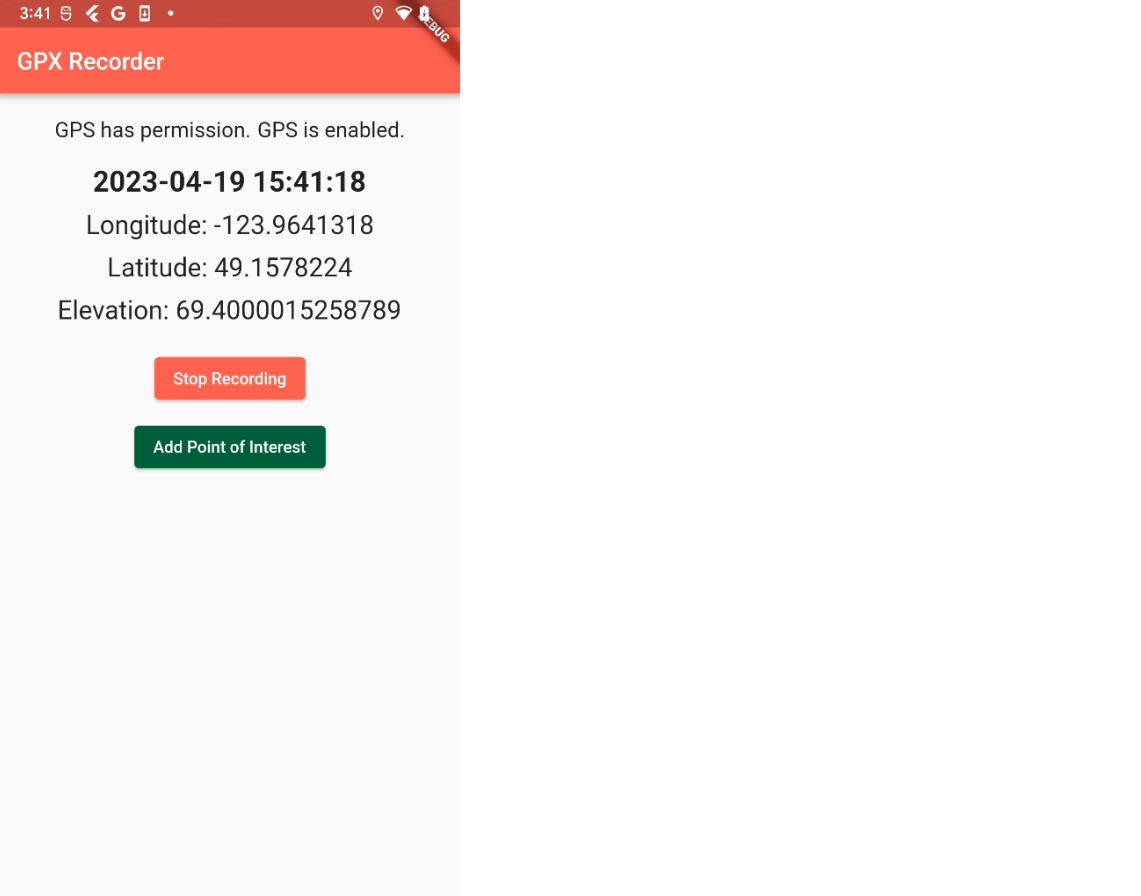 3:41
DEBUG
GPX Recorder
GPS has permission. GPS is enabled.
2023-04-19 15:41:18
Longitude: -123.9641318
Latitude: 49.1578224
Elevation: 69.4000015258789
Stop Recording
Add Point of Interest